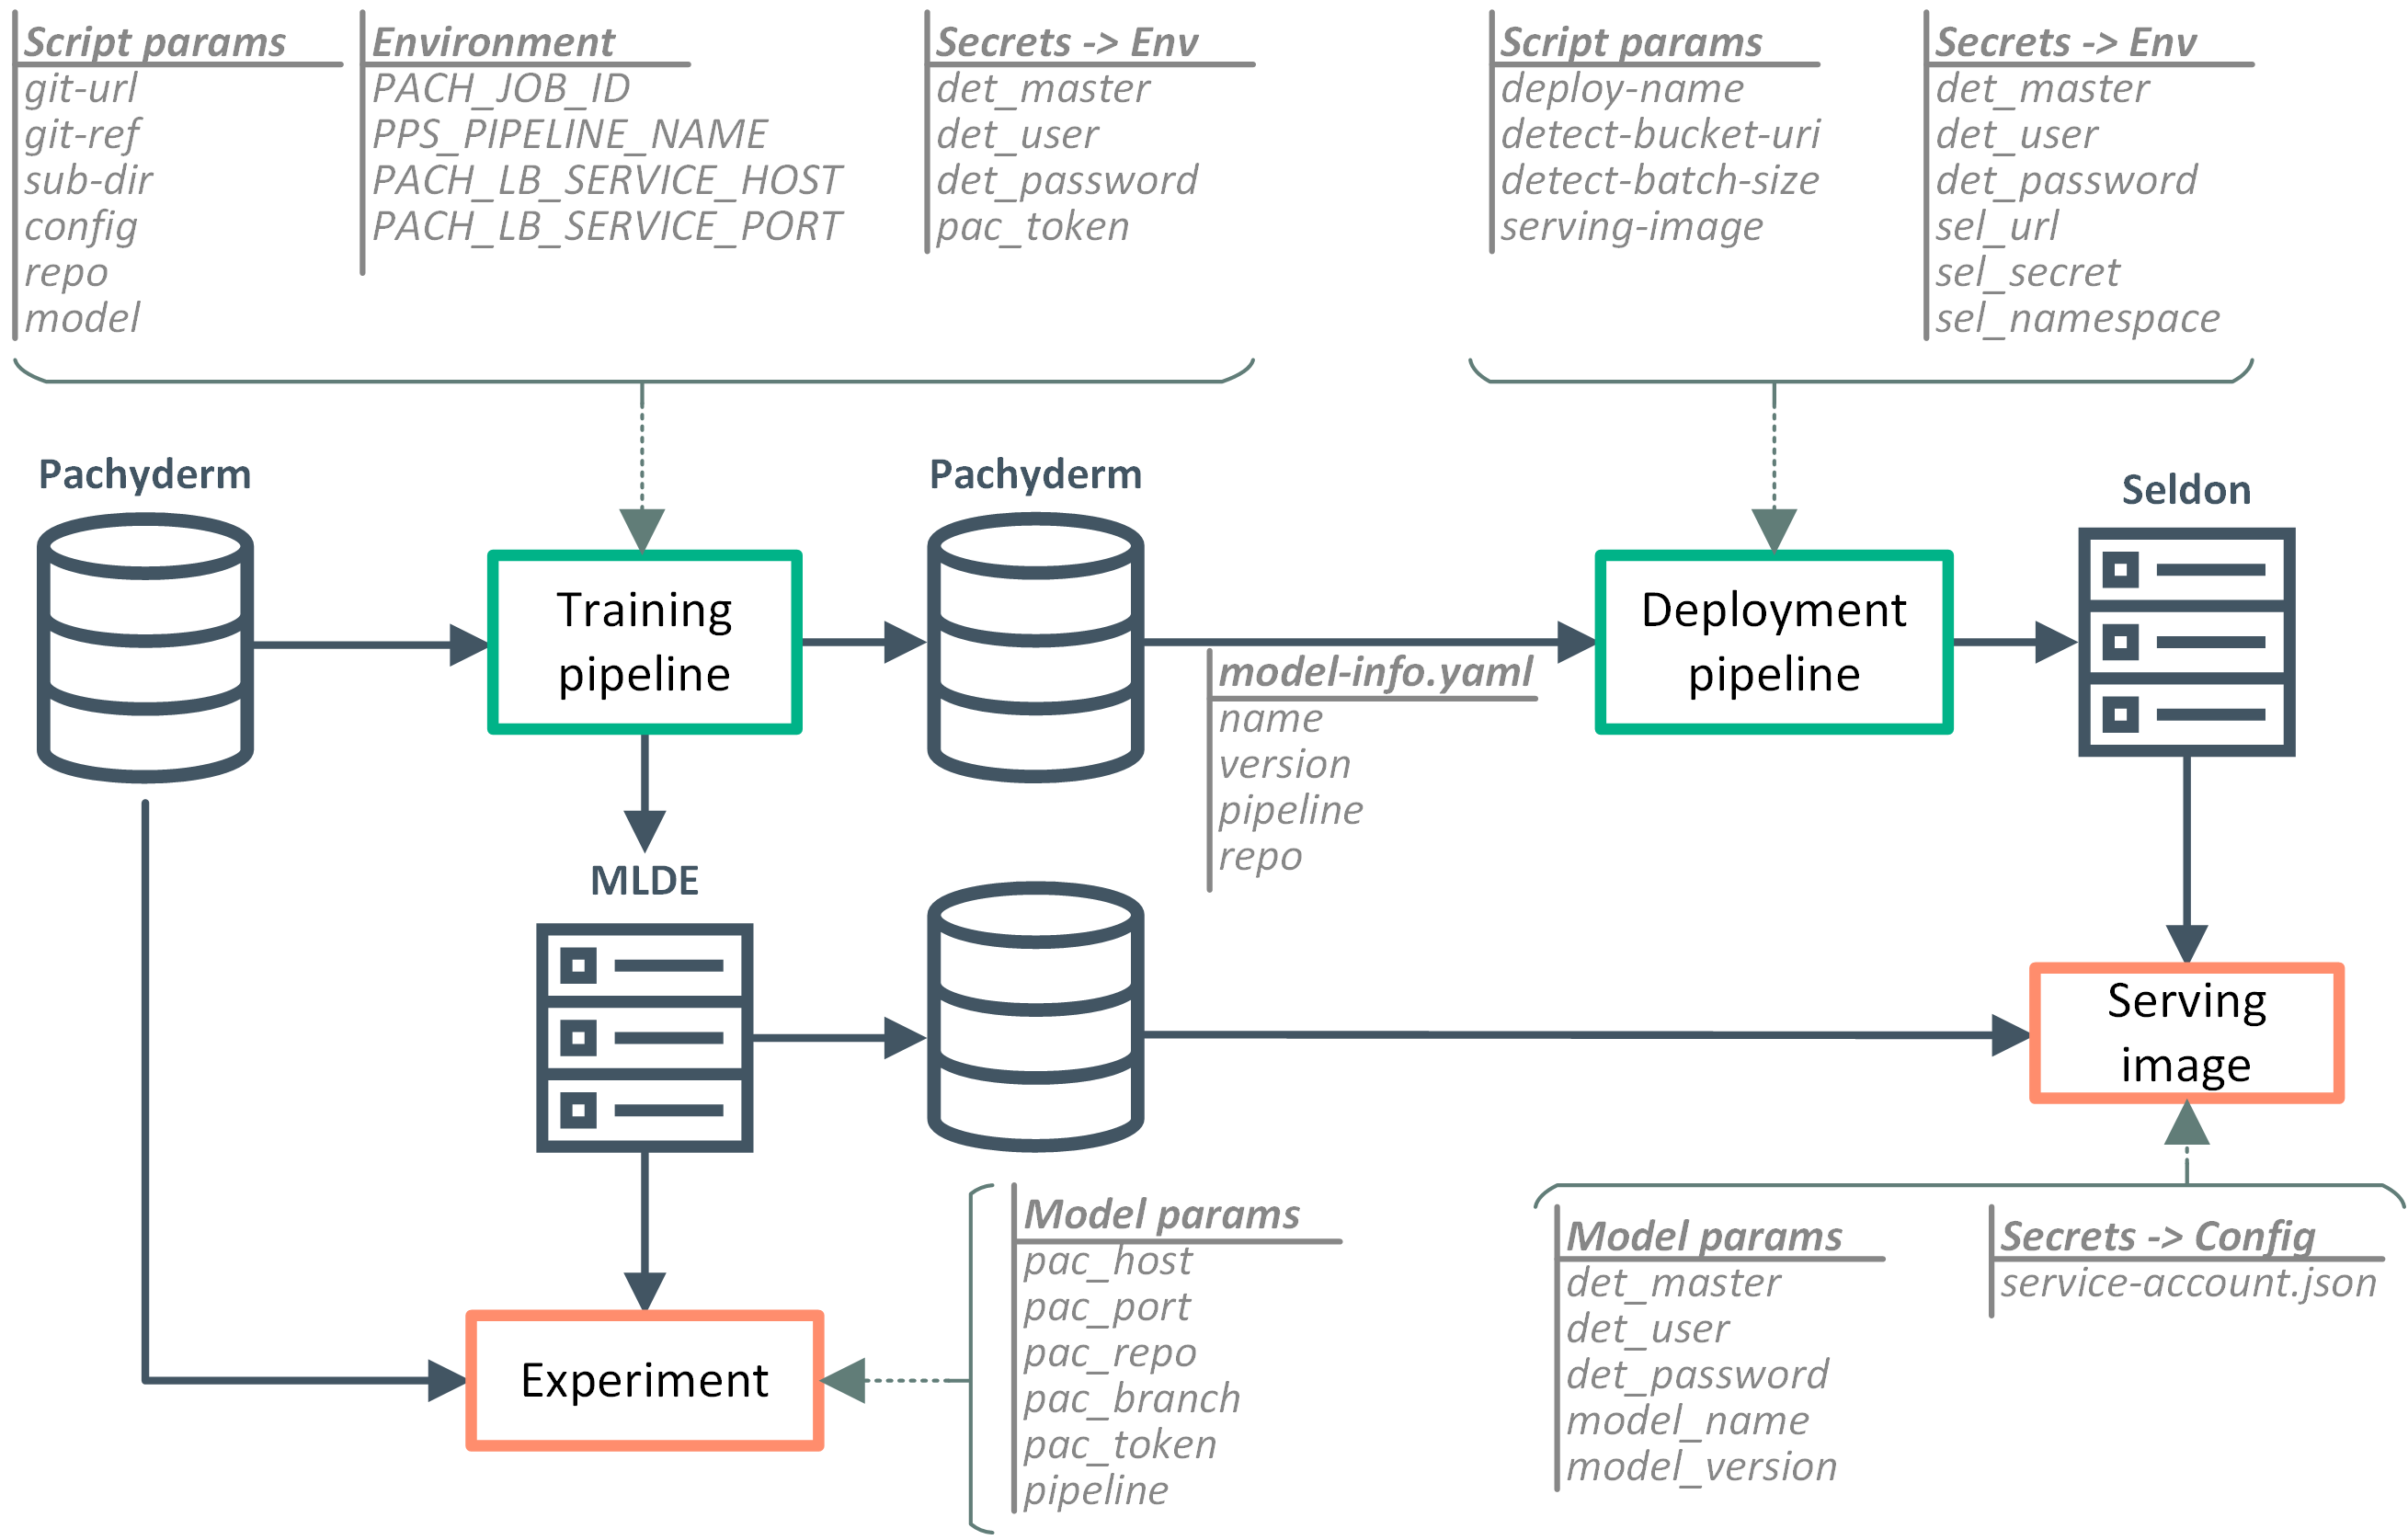 Script params
git-url
git-ref
sub-dir
config
repo
model
Environment
PACH_JOB_ID
PPS_PIPELINE_NAME
PACH_LB_SERVICE_HOST
PACH_LB_SERVICE_PORT
Secrets -> Env
det_master
det_user
det_password
pac_token
Script params
deploy-name
detect-bucket-uri
detect-batch-size
serving-image
Secrets -> Env
det_master
det_user
det_password
sel_url
sel_secret
sel_namespace
Pachyderm
Training
pipeline
Pachyderm
model-info.yaml
name
version
pipeline
repo
Deployment
pipeline
Seldon
MLDE
Serving
image
Experiment
Model params
pac_host
pac_port
pac_repo
pac_branch
pac_token
pipeline
Model params
det_master
det_user
det_password
model_name
model_version
Secrets -> Config
service-account.json